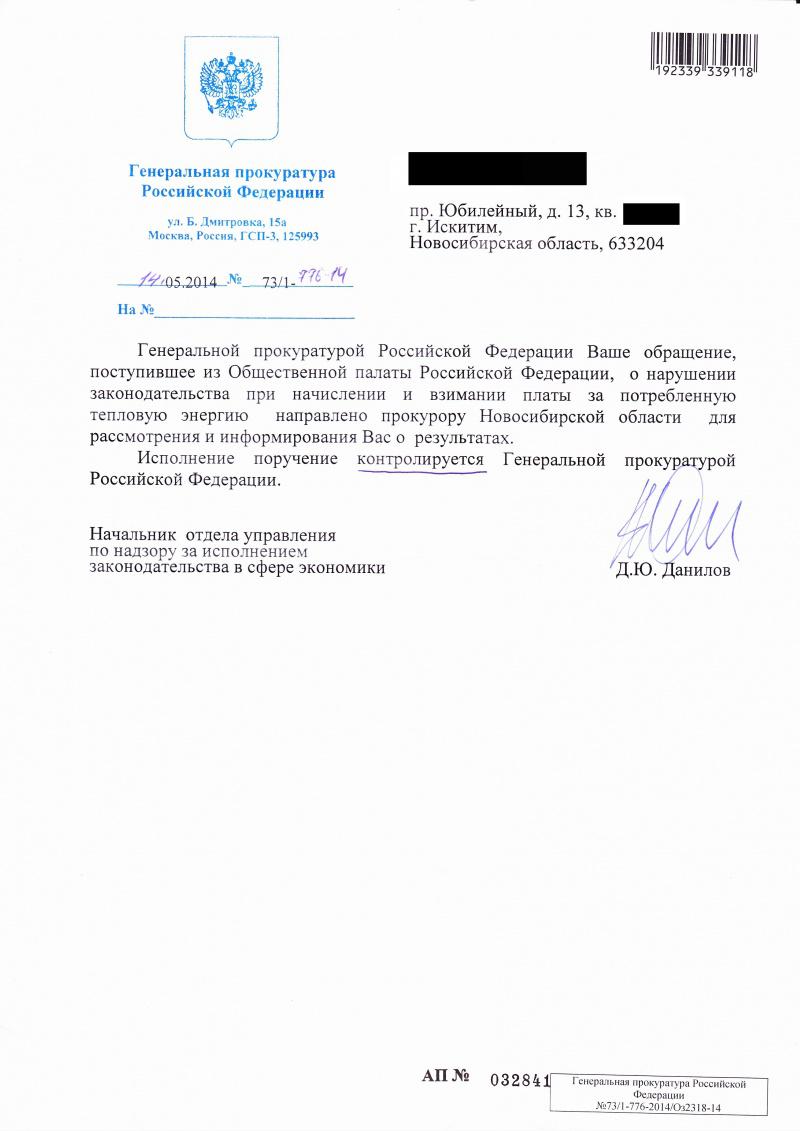 192339 339118
Генеральная прокуратура
Российской Федерации
ул. Б. Дмитровка, 15а
Москва, Россия, ГСП-3, 125993
14.05.2014 № 73/1-776-14
На №
пр. Юбилейный, д. 13, кв.
г. Искитим,
Новосибирская область, 633204
Генеральной прокуратурой Российской Федерации Ваше обращение,
поступившее из Общественной палаты Российской Федерации, о нарушении
законодательства при начислении и взимании платы за потребленную
тепловую энергию направлено прокурору Новосибирской области для
рассмотрения и информирования Вас о результатах.
Исполнение поручение контролируется Генеральной прокуратурой
Российской Федерации.
Начальник отдела управления
по надзору за исполнением
законодательства в сфере экономики
Д.Ю. Данилов
АП № 032841
Генеральная прокуратура Российской
Федерации
№73/1-776-2014/Оз2318-14